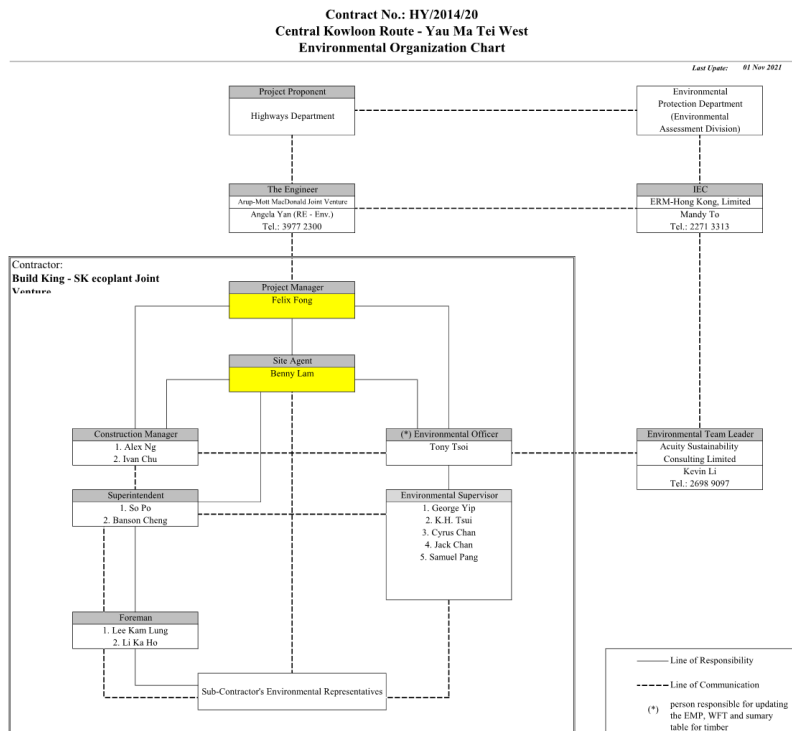 Contract No.: HY/2014/20
Central Kowloon Route - Yau Ma Tei West
Environmental Organization Chart
Last Upate: 01 Nov 2021
Project Proponent
Highways Department
Environmental
Protection Department
(Environmental
Assessment Division)
The Engineer
Arup-Mott MacDonald Joint Venture
Angela Yan (RE - Env.)
Tel.: 3977 2300
IEC
ERM-Hong Kong, Limited
Mandy To
Tel.: 2271 3313
Contractor:
Build King - SK ecoplant Joint
Venture
Project Manager
Felix Fong
Site Agent
Benny Lam
Construction Manager
1. Alex Ng
2. Ivan Chu
(*) Environmental Officer
Tony Tsoi
Environmental Team Leader
Acuity Sustainability
Consulting Limited
Kevin Li
Tel.: 2698 9097
Superintendent
1. So Po
2. Banson Cheng
Environmental Supervisor
1. George Yip
2. K.H. Tsui
3. Cyrus Chan
4. Jack Chan
5. Samuel Pang
Foreman
1. Lee Kam Lung
2. Li Ka Ho
Sub-Contractor's Environmental Representatives
Line of Responsibility
Line of Communication
(*) person responsible for updating
the EMP, WFT and sumary
table for timber